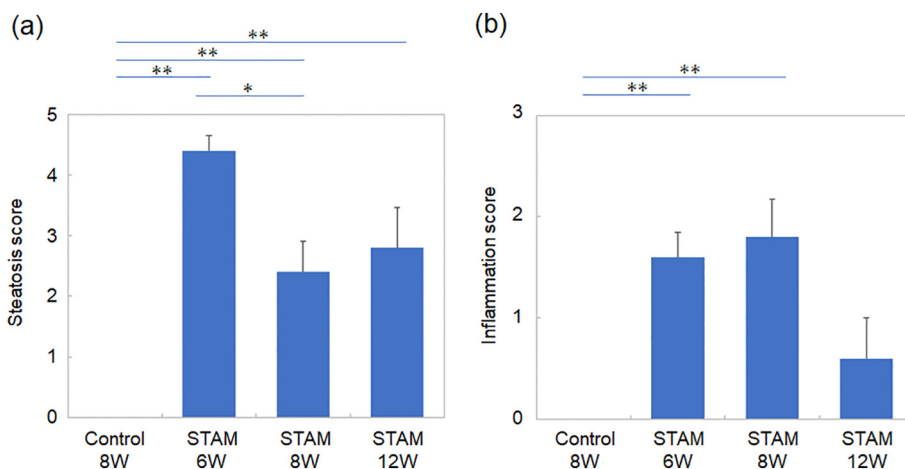 (a)
**
**
**
*
5
4
3
2
1
0
Steatosis score
Control STAM STAM STAM
8W 6W 8W 12W
(b)
**
**
3
2
1
0
Inflammation score
Control STAM STAM STAM
8W 6W 8W 12W